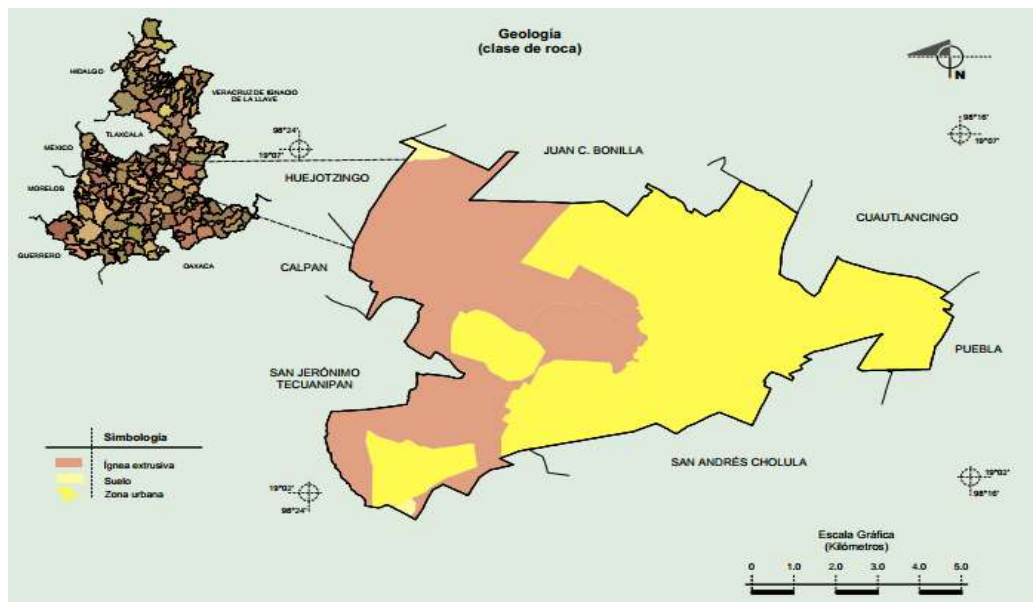 Geología
(clase de roca)
N
HIDALGO
VERACRUZ DE IGNACIO
DE LA LLAVE
TLAXCALA
MÉXICO
MORELOS
GUERRERO
OAXACA
98°24'
19°07'
98°16'
19°07'
JUAN C. BONILLA
HUEJOTZINGO
CUAUTLANCINGO
CALPAN
PUEBLA
SAN JERÓNIMO
TECUANIPAN
SAN ANDRÉS CHOLULA
Simbología
Ígnea extrusiva
Suelo
Zona urbana
19°02'
98°24'
19°02'
98°16'
Escala Gráfica
(Kilómetros)
0 1.0 2.0 3.0 4.0 5.0